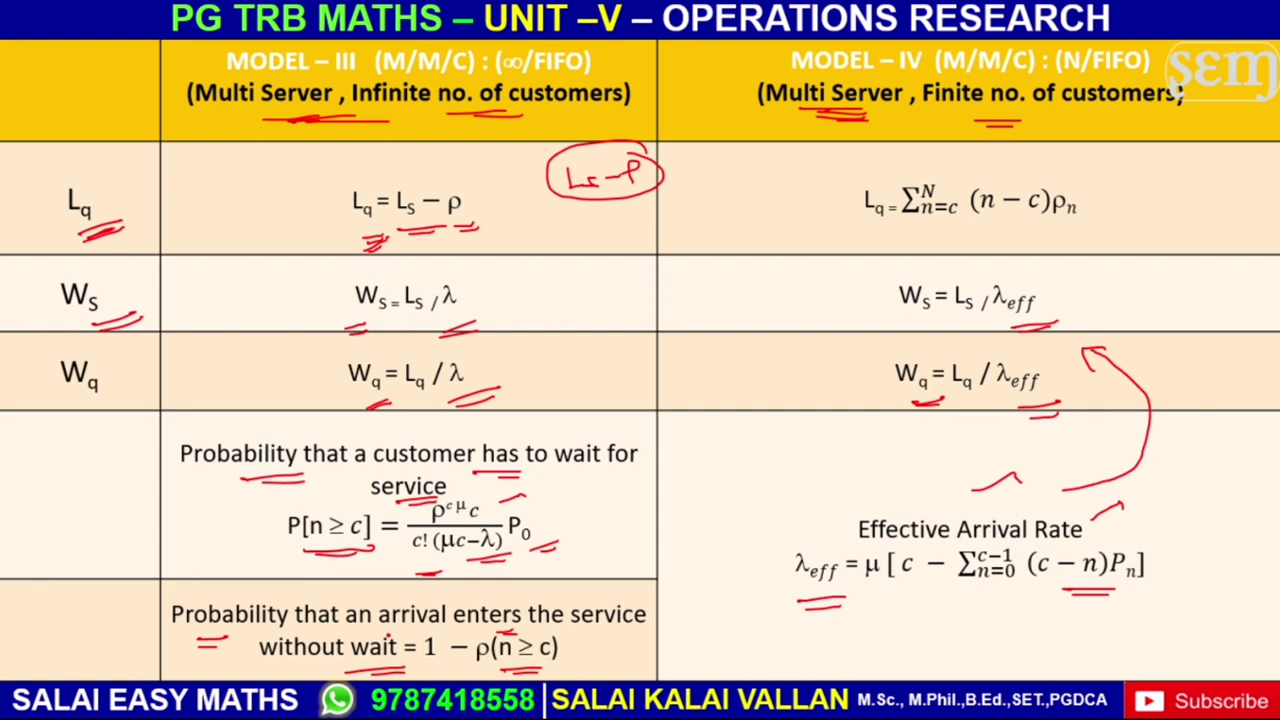 PG TRB MATHS – UNIT –V – OPERATIONS RESEARCH
MODEL – III (M/M/C) : (∞/FIFO)
(Multi Server , Infinite no. of customers)
MODEL – IV (M/M/C) : (N/FIFO)
(Multi Server , Finite no. of customers)
sem
Ls – ρ
Lq
Lq = LS − ρ
Lq = ∑ᴺn=c (n − c)ρn
WS
WS = LS / λ
WS = LS / λeff
Wq
Wq = Lq / λ
Wq = Lq / λeff
Probability that a customer has to wait for
service
P[n ≥ c] = ρ^c μ c / c! (μc−λ) P0
Probability that an arrival enters the service
without wait = 1 − ρ(n ≥ c)
Effective Arrival Rate
λeff = μ [ c − ∑^(c−1) n=0 (c − n)Pn]
SALAI EASY MATHS 9787418558 | SALAI KALAI VALLAN M.Sc., M.Phil.,B.Ed.,SET.,PGDCA Subscribe